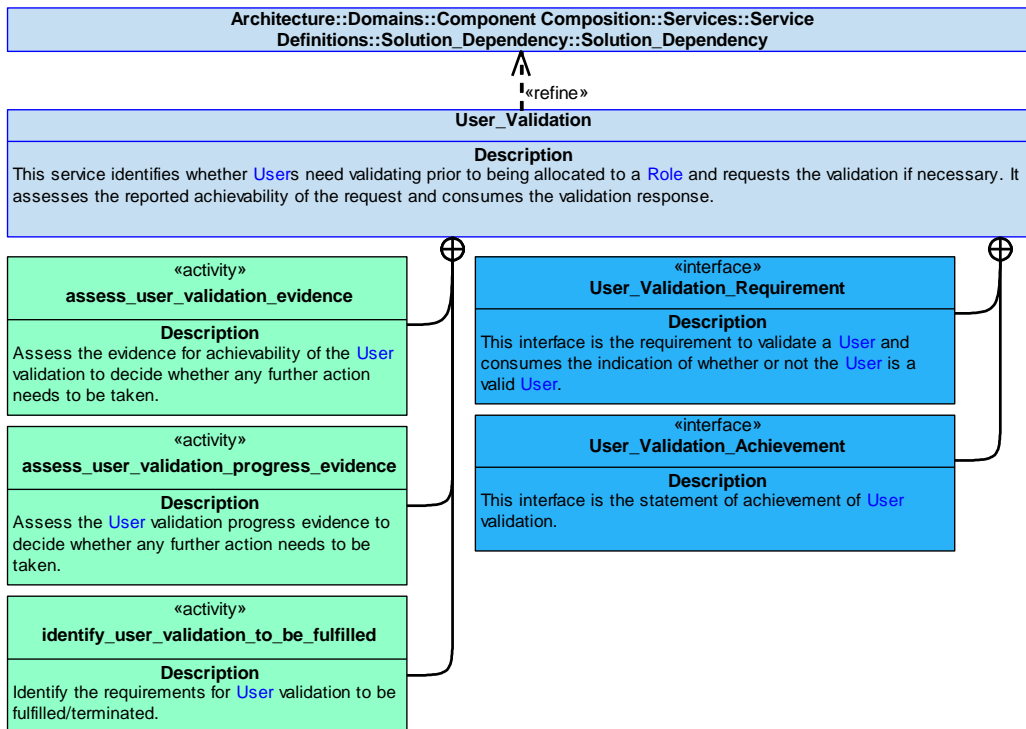 Architecture::Domains::Component Composition::Services::Service
Definitions::Solution_Dependency::Solution_Dependency
«refine»
User_Validation
Description
This service identifies whether Users need validating prior to being allocated to a Role and requests the validation if necessary. It
assesses the reported achievability of the request and consumes the validation response.
«activity»
assess_user_validation_evidence
Description
Assess the evidence for achievability of the User
validation to decide whether any further action
needs to be taken.
«activity»
assess_user_validation_progress_evidence
Description
Assess the User validation progress evidence to
decide whether any further action needs to be
taken.
«activity»
identify_user_validation_to_be_fulfilled
Description
Identify the requirements for User validation to be
fulfilled/terminated.
«interface»
User_Validation_Requirement
Description
This interface is the requirement to validate a User and
consumes the indication of whether or not the User is a
valid User.
«interface»
User_Validation_Achievement
Description
This interface is the statement of achievement of User
validation.